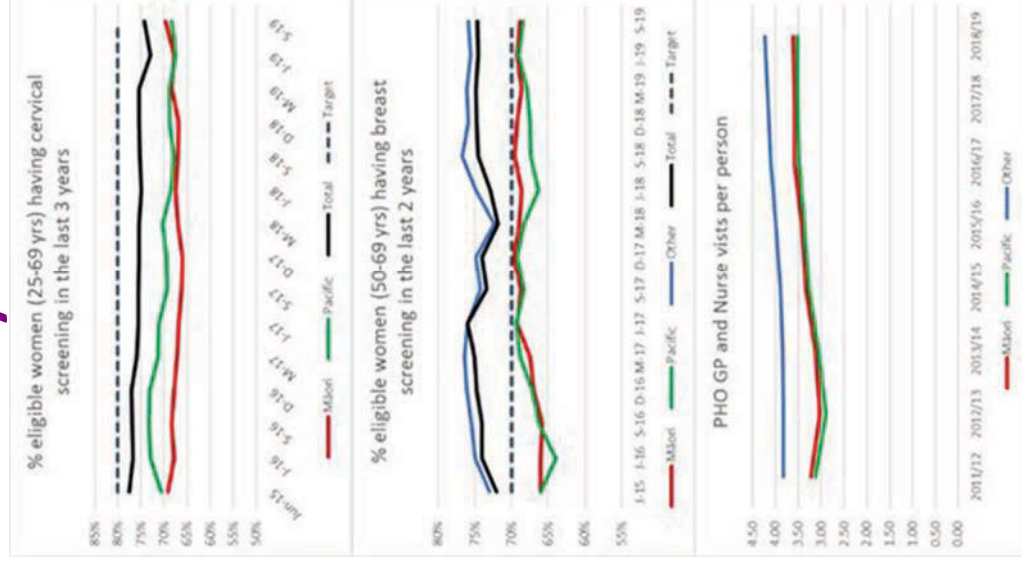 % eligible women (25-69 yrs) having cervical
screening in the last 3 years
85%
80%
75%
70%
65%
60%
55%
50%
Jun-15 J-16 S-16 D-16 M-17 J-17 S-17 D-17 M-18 J-18 S-18 D-18 M-19 J-19 S-19
Māori Pacific Total Target
% eligible women (50-69 yrs) having breast
screening in the last 2 years
80%
75%
70%
65%
60%
55%
J-15 J-16 S-16 D-16 M-17 J-17 S-17 D-17 M-18 J-18 S-18 D-18 M-19 J-19 S-19
Māori Pacific Other Total Target
PHO GP and Nurse vists per person
4.50
4.00
3.50
3.00
2.50
2.00
1.50
1.00
0.50
0.00
2011/12 2012/13 2013/14 2014/15 2015/16 2016/17 2017/18 2018/19
Māori Pacific Other